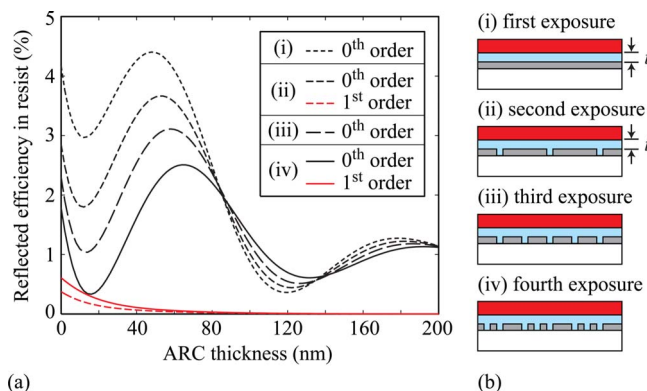 Reflected efficiency in resist (%)
5
4
3
2
1
0
0 40 80 120 160 200
ARC thickness (nm)
(i) 0th order
(ii) 0th order
1st order
(iii) 0th order
(iv) 0th order
1st order
(a)
(i) first exposure
(ii) second exposure
(iii) third exposure
(iv) fourth exposure
(b)